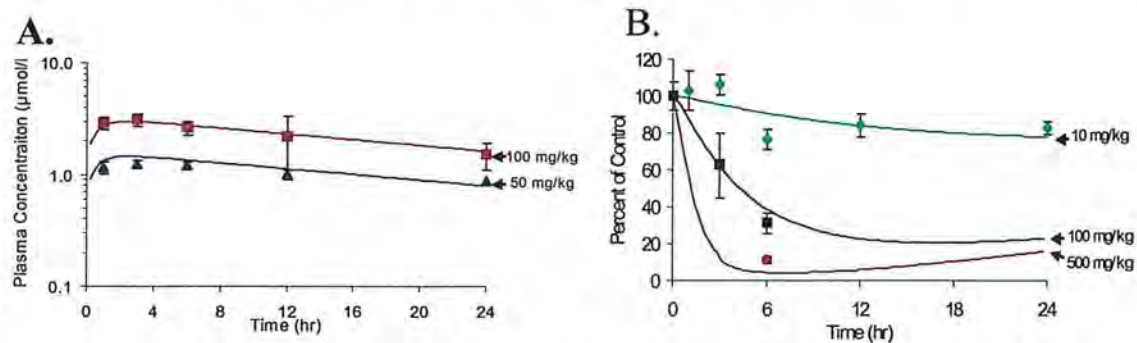 A.
Plasma Concentraiton (µmol/l)
10.0
1.0
0.1
0
4
8
12
16
20
24
Time (hr)
100 mg/kg
50 mg/kg
B.
Percent of Control
120
100
80
60
40
20
0
0
6
12
18
24
Time (hr)
10 mg/kg
100 mg/kg
500 mg/kg